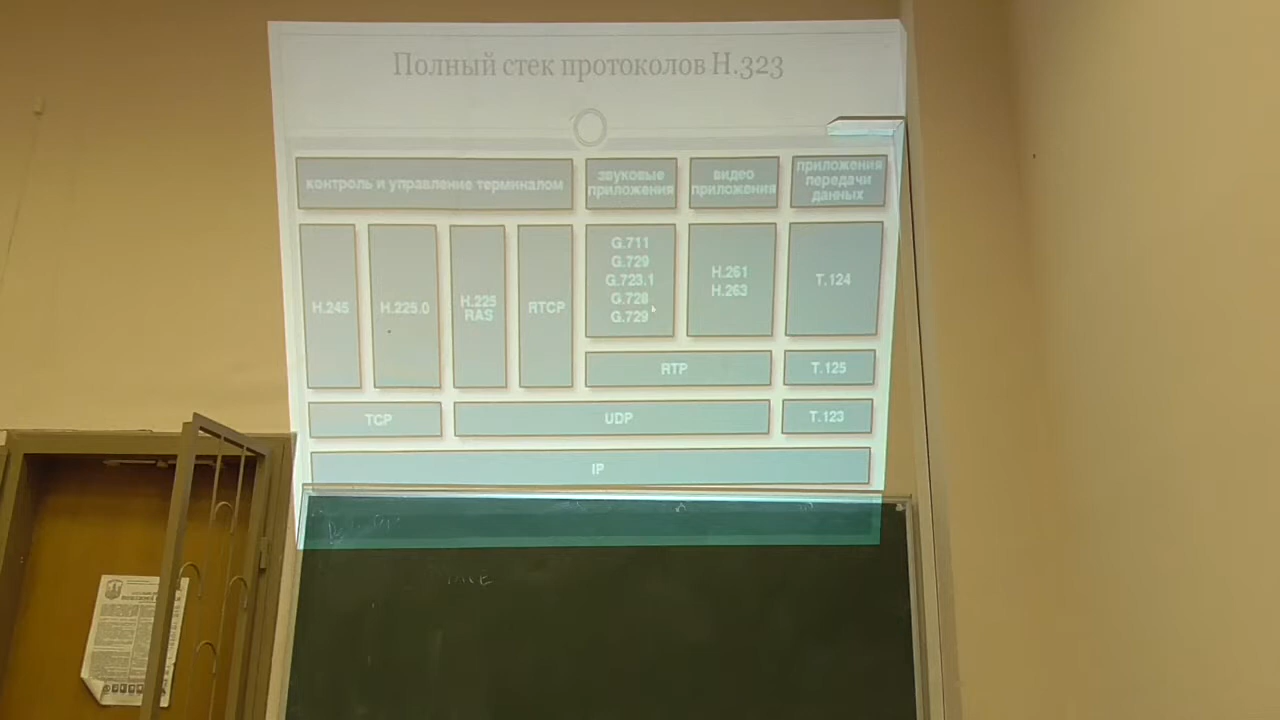 Полный стек протоколов H.323
контроль и управление терминалом
звуковые
приложения
видео
приложения
приложения
передачи
данных
H.245
H.225.0
H.225
RAS
RTCP
G.711
G.729
G.723.1
G.728
G.729
H.261
H.263
T.124
RTP
T.125
TCP
UDP
T.123
IP